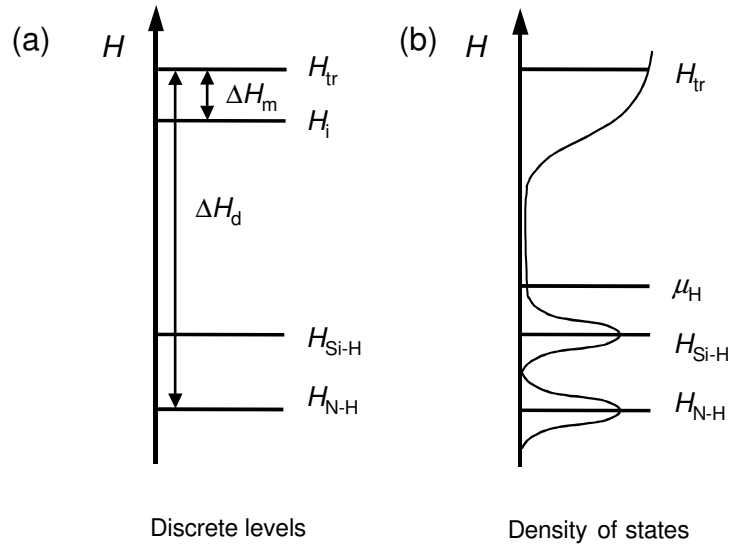 (a)
H
H_tr
ΔH_m
H_i
ΔH_d
H_Si-H
H_N-H
Discrete levels
(b)
H
H_tr
μ_H
H_Si-H
H_N-H
Density of states